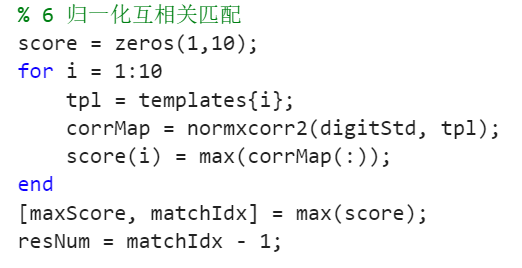 % 6 归一化互相关匹配
score = zeros(1,10);
for i = 1:10
    tpl = templates{i};
    corrMap = normxcorr2(digitStd, tpl);
    score(i) = max(corrMap(:));
end
[maxScore, matchIdx] = max(score);
resNum = matchIdx - 1;